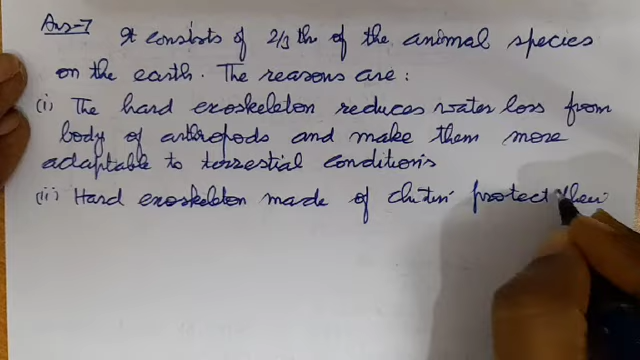 Ans-7 It consists of 2/3 th of the animal species
on the earth. The reasons are:
(i) The hard exoskeleton reduces water loss from
body of arthropods and make them more
adaptable to terrestial conditions
(ii) Hard exoskeleton made of chitin protect